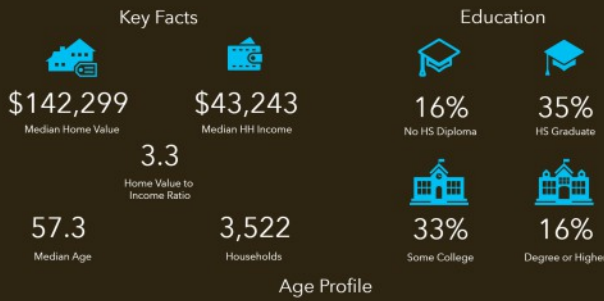 Key Facts
$142,299
Median Home Value
$43,243
Median HH Income
3.3
Home Value to
Income Ratio
57.3
Median Age
3,522
Households
Education
16%
No HS Diploma
35%
HS Graduate
33%
Some College
16%
Degree or Higher
Age Profile